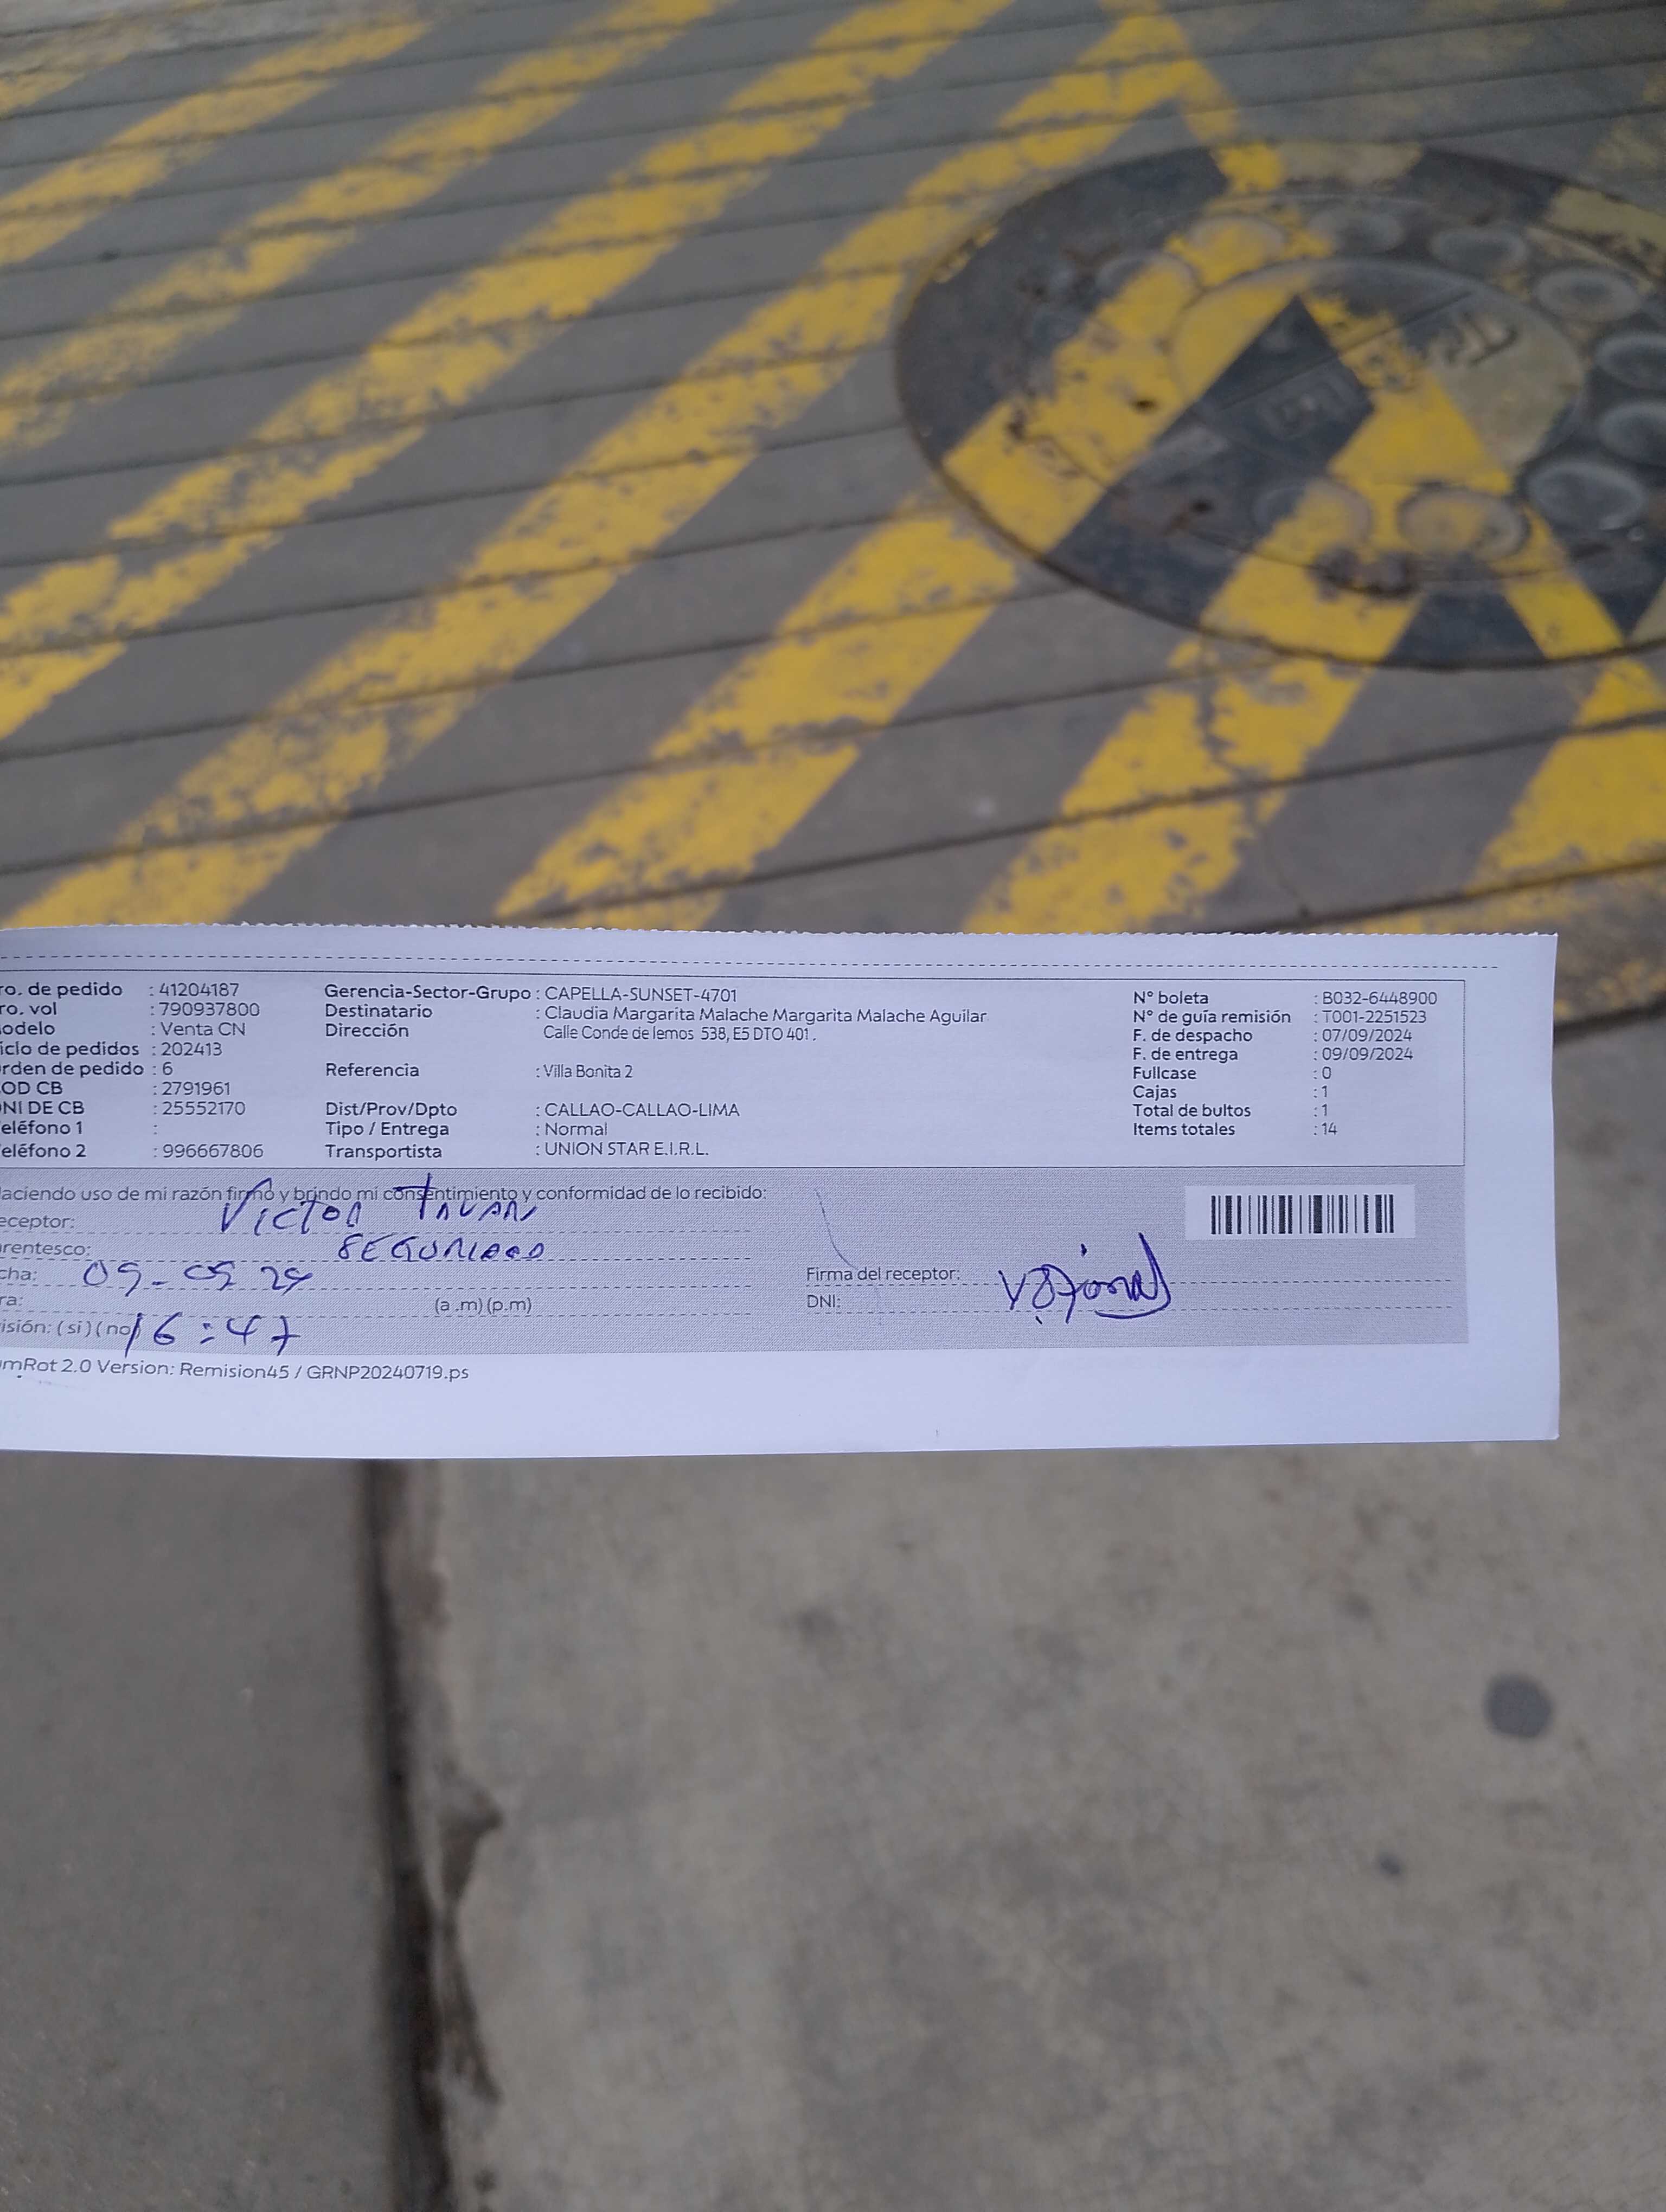 ro. de pedido : 41204187 Gerencia-Sector-Grupo : CAPELLA-SUNSET-4701 N° boleta : B032-6448900
ro. vol : 790937800 Destinatario : Claudia Margarita Malache Margarita Malache Aguilar N° de guía remisión : T001-2251523
odelo : Venta CN Dirección Calle Conde de lemos 538, E5 DTO 401. F. de despacho : 07/09/2024
iclo de pedidos : 202413 F. de entrega : 09/09/2024
rden de pedido : 6 Referencia : Villa Bonita 2 Fullcase : 0
OD CB : 2791961 Cajas : 1
NI DE CB : 25552170 Dist/Prov/Dpto : CALLAO-CALLAO-LIMA Total de bultos : 1
eléfono 1 : Tipo / Entrega : Normal Items totales : 14
eléfono 2 : 996667806 Transportista : UNION STAR E.I.R.L.
aciendo uso de mi razón firmo y brindo mi consentimiento y conformidad de lo recibido:
eceptor: VICTOR
rentesco: SEGURIDAD
cha: 09-09 24 Firma del receptor:
ra: (a .m) (p.m) DNI:
isión: ( si ) ( no) 16:47
mRot 2.0 Version: Remision45 / GRNP20240719.ps